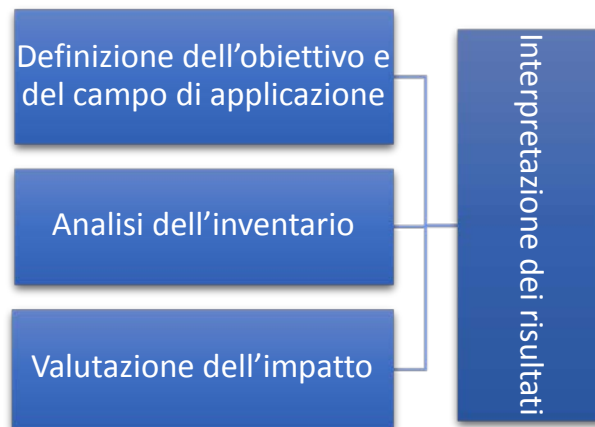 Definizione dell’obiettivo e
del campo di applicazione
Analisi dell’inventario
Valutazione dell’impatto
Interpretazione dei risultati